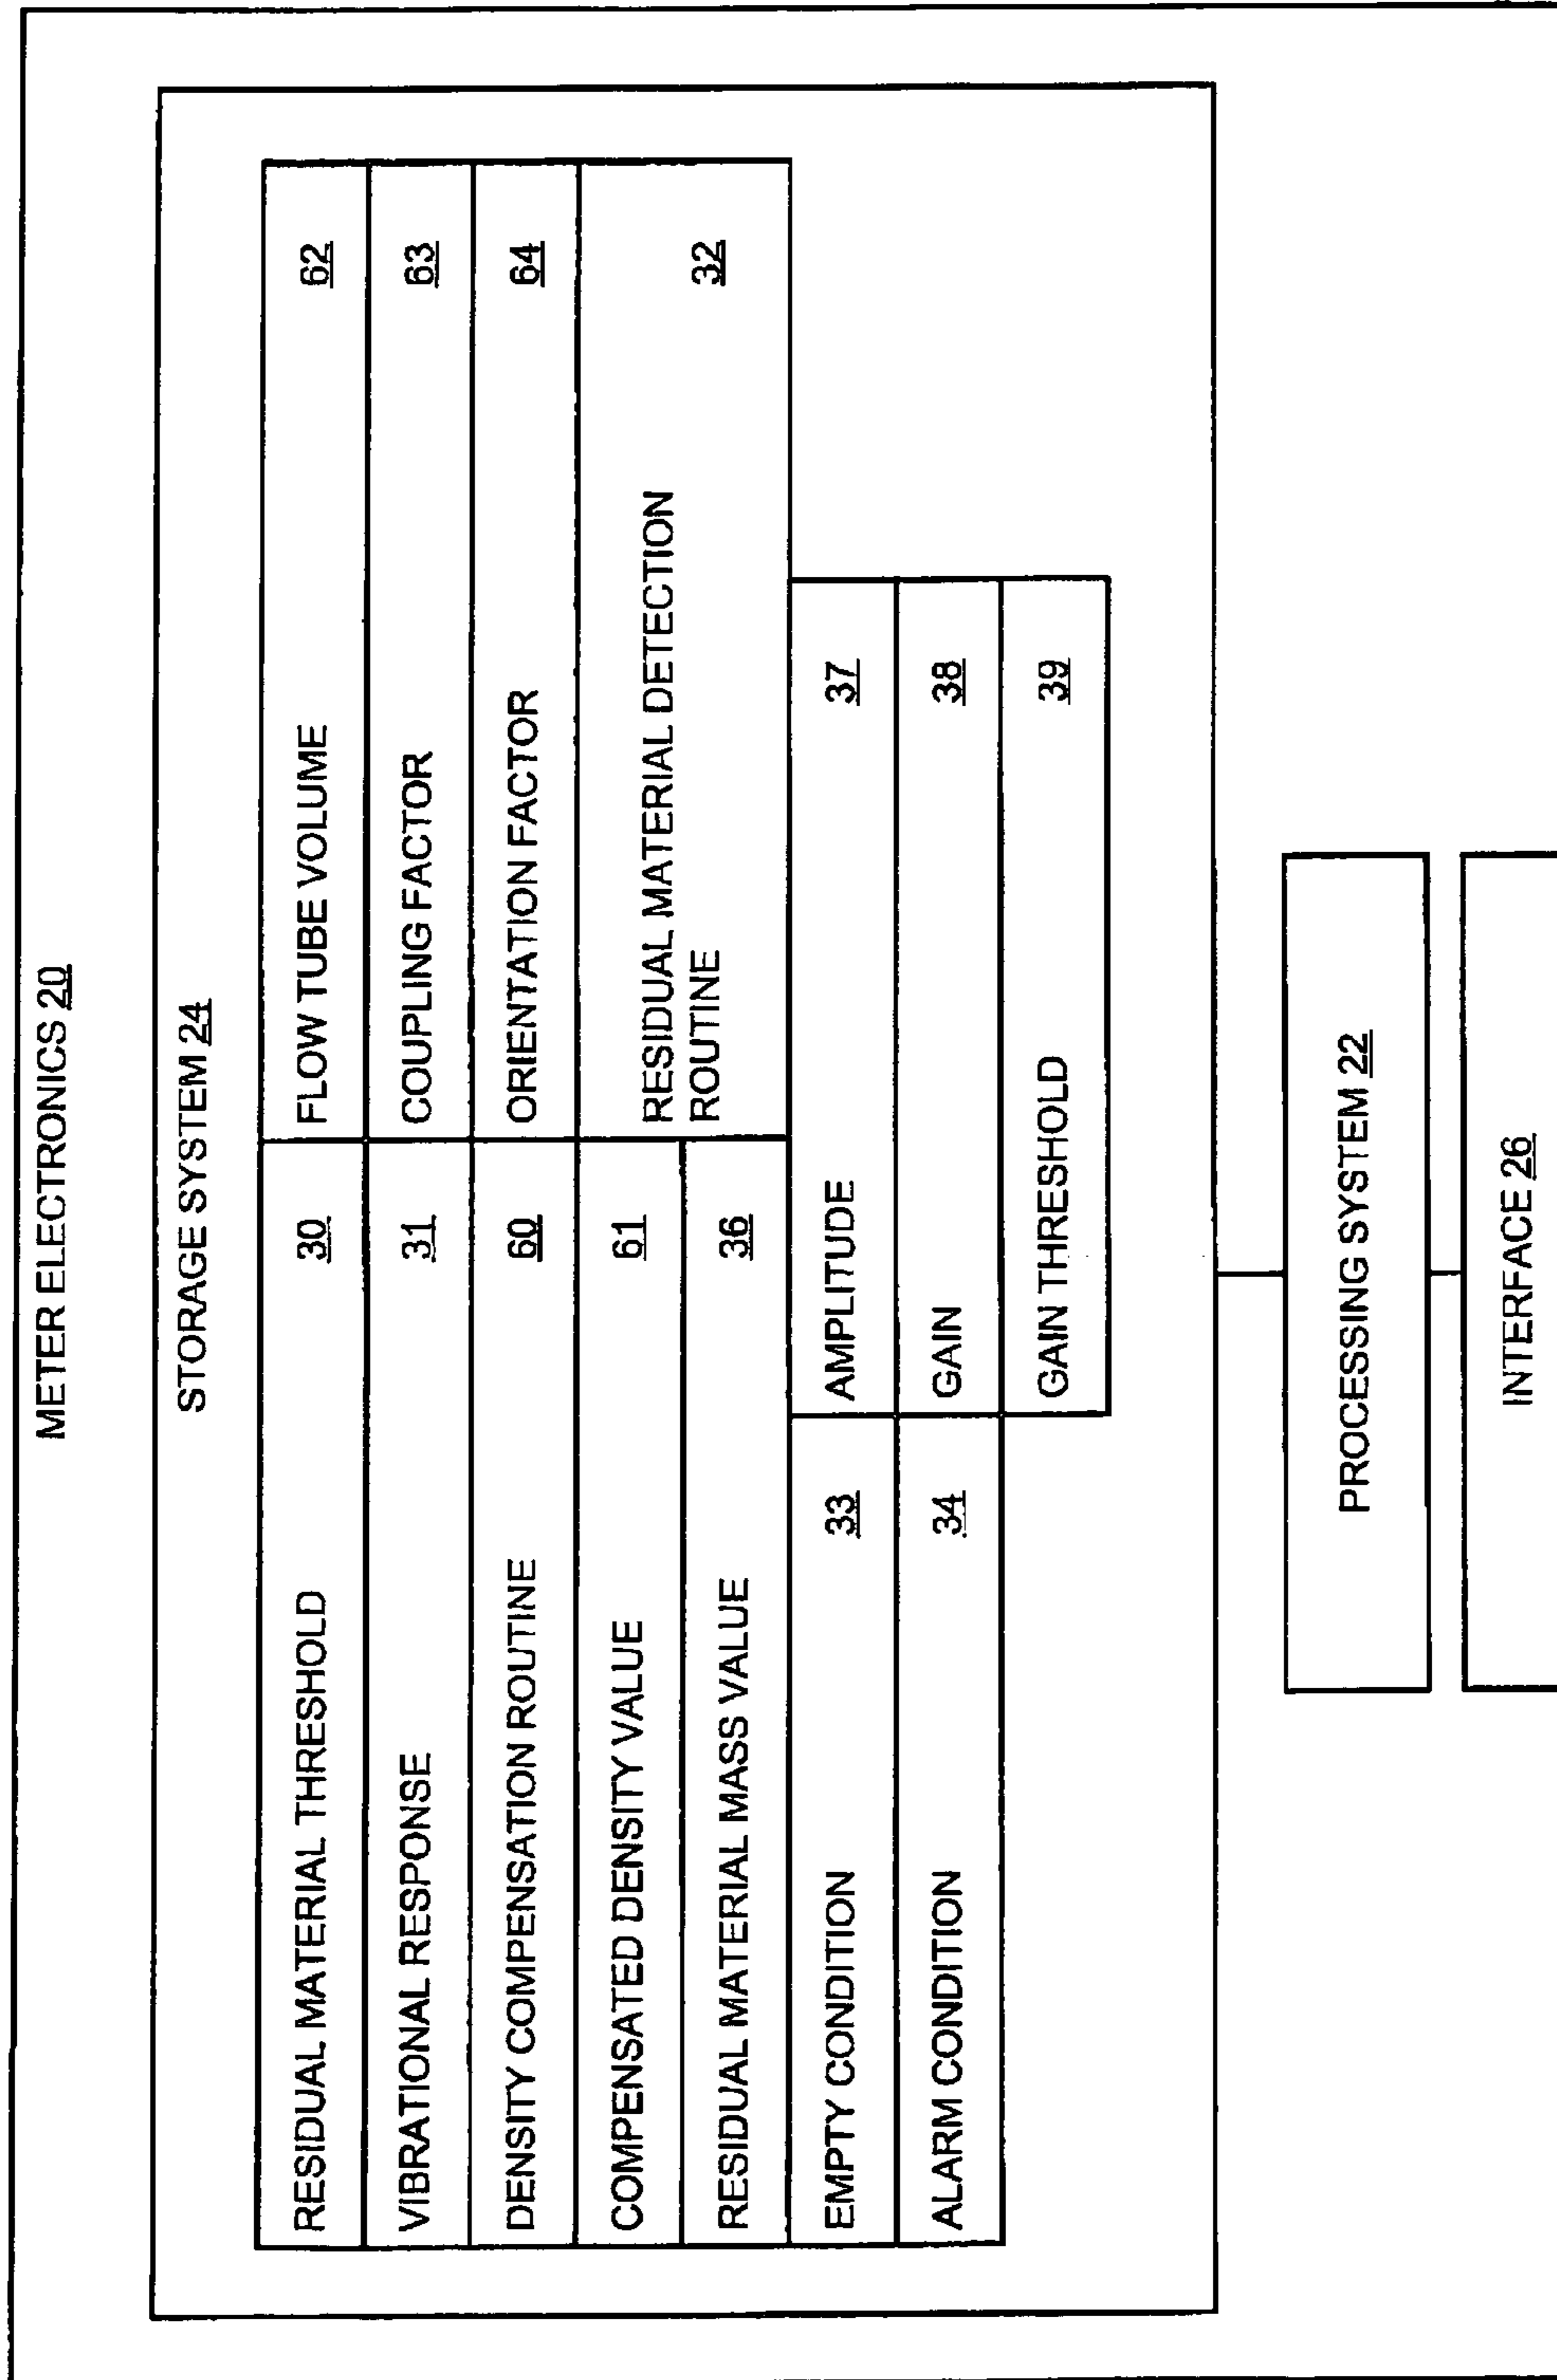 METER ELECTRONICS 20
STORAGE SYSTEM 24
RESIDUAL MATERIAL THRESHOLD 30
VIBRATIONAL RESPONSE 31
DENSITY COMPENSATION ROUTINE 60
COMPENSATED DENSITY VALUE 61
RESIDUAL MATERIAL MASS VALUE 36
FLOW TUBE VOLUME 62
COUPLING FACTOR 63
ORIENTATION FACTOR 64
RESIDUAL MATERIAL DETECTION
ROUTINE 32
EMPTY CONDITION 33
ALARM CONDITION 34
AMPLITUDE 37
GAIN 38
GAIN THRESHOLD 39
PROCESSING SYSTEM 22
INTERFACE 26